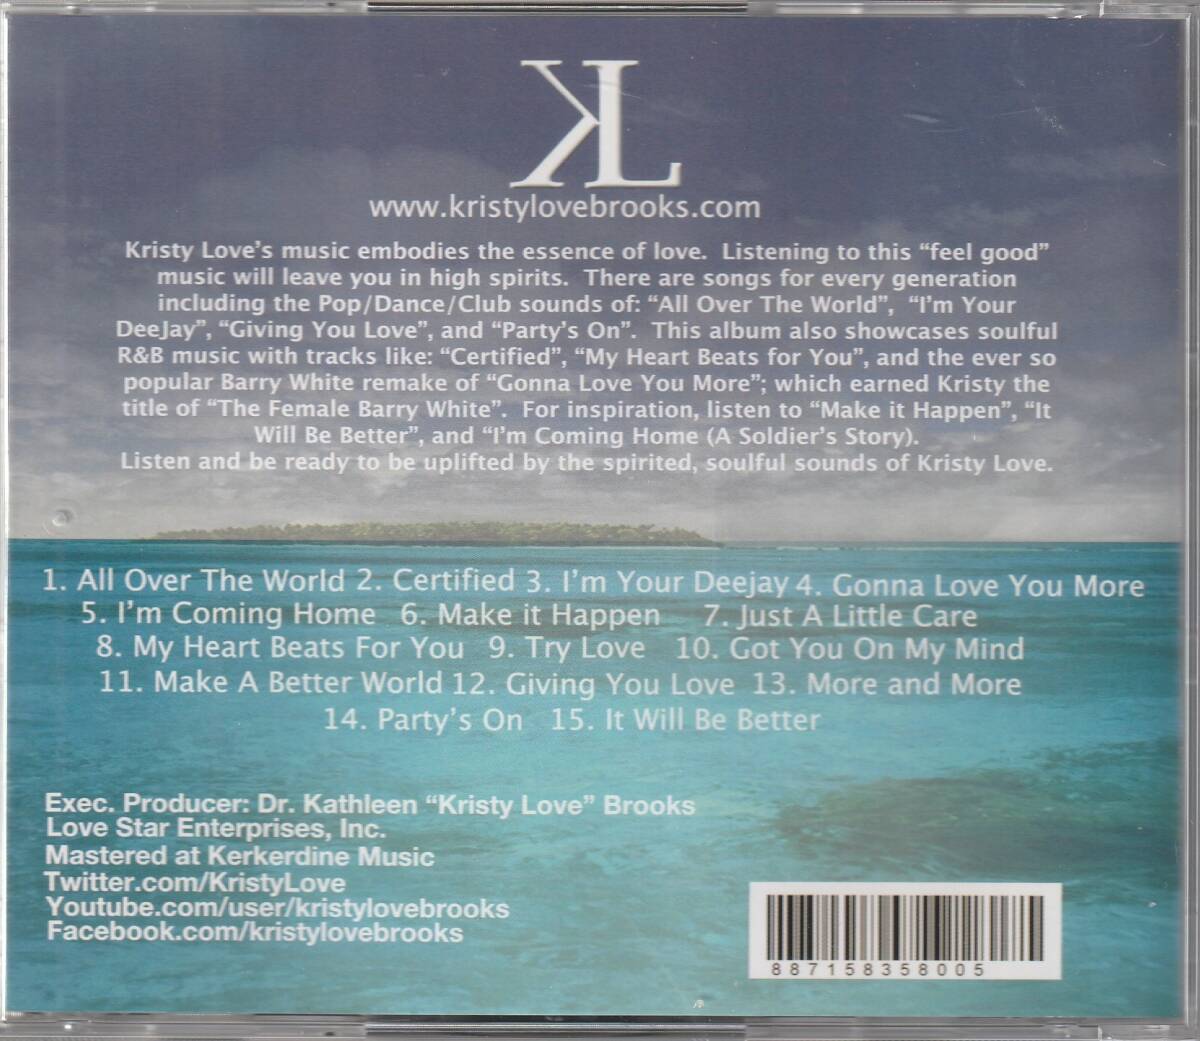 KL
www.kristylovebrooks.com
Kristy Love's music embodies the essence of love. Listening to this “feel good”
music will leave you in high spirits. There are songs for every generation
including the Pop/Dance/Club sounds of: “All Over The World”, “I'm Your
DeeJay”, “Giving You Love”, and “Party's On”. This album also showcases soulful
R&B music with tracks like: “Certified”, “My Heart Beats for You”, and the ever so
popular Barry White remake of “Gonna Love You More”; which earned Kristy the
title of “The Female Barry White”. For inspiration, listen to “Make it Happen”, “It
Will Be Better”, and “I'm Coming Home (A Soldier's Story).
Listen and be ready to be uplifted by the spirited, soulful sounds of Kristy Love.
1. All Over The World 2. Certified 3. I'm Your Deejay 4. Gonna Love You More
5. I'm Coming Home 6. Make it Happen 7. Just A Little Care
8. My Heart Beats For You 9. Try Love 10. Got You On My Mind
11. Make A Better World 12. Giving You Love 13. More and More
14. Party's On 15. It Will Be Better
Exec. Producer: Dr. Kathleen “Kristy Love” Brooks
Love Star Enterprises, Inc.
Mastered at Kerkerdine Music
Twitter.com/KristyLove
Youtube.com/user/kristylovebrooks
Facebook.com/kristylovebrooks
887158358005